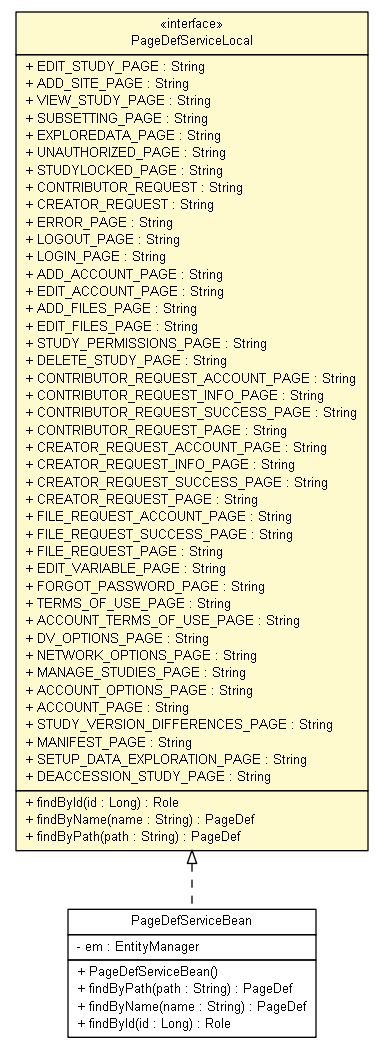 «interface»
PageDefServiceLocal
+ EDIT_STUDY_PAGE : String
+ ADD_SITE_PAGE : String
+ VIEW_STUDY_PAGE : String
+ SUBSETTING_PAGE : String
+ EXPLOREDATA_PAGE : String
+ UNAUTHORIZED_PAGE : String
+ STUDYLOCKED_PAGE : String
+ CONTRIBUTOR_REQUEST : String
+ CREATOR_REQUEST : String
+ ERROR_PAGE : String
+ LOGOUT_PAGE : String
+ LOGIN_PAGE : String
+ ADD_ACCOUNT_PAGE : String
+ EDIT_ACCOUNT_PAGE : String
+ ADD_FILES_PAGE : String
+ EDIT_FILES_PAGE : String
+ STUDY_PERMISSIONS_PAGE : String
+ DELETE_STUDY_PAGE : String
+ CONTRIBUTOR_REQUEST_ACCOUNT_PAGE : String
+ CONTRIBUTOR_REQUEST_INFO_PAGE : String
+ CONTRIBUTOR_REQUEST_SUCCESS_PAGE : String
+ CONTRIBUTOR_REQUEST_PAGE : String
+ CREATOR_REQUEST_ACCOUNT_PAGE : String
+ CREATOR_REQUEST_INFO_PAGE : String
+ CREATOR_REQUEST_SUCCESS_PAGE : String
+ CREATOR_REQUEST_PAGE : String
+ FILE_REQUEST_ACCOUNT_PAGE : String
+ FILE_REQUEST_SUCCESS_PAGE : String
+ FILE_REQUEST_PAGE : String
+ EDIT_VARIABLE_PAGE : String
+ FORGOT_PASSWORD_PAGE : String
+ TERMS_OF_USE_PAGE : String
+ ACCOUNT_TERMS_OF_USE_PAGE : String
+ DV_OPTIONS_PAGE : String
+ NETWORK_OPTIONS_PAGE : String
+ MANAGE_STUDIES_PAGE : String
+ ACCOUNT_OPTIONS_PAGE : String
+ ACCOUNT_PAGE : String
+ STUDY_VERSION_DIFFERENCES_PAGE : String
+ MANIFEST_PAGE : String
+ SETUP_DATA_EXPLORATION_PAGE : String
+ DEACCESSION_STUDY_PAGE : String
+ findById(id : Long) : Role
+ findByName(name : String) : PageDef
+ findByPath(path : String) : PageDef
PageDefServiceBean
- em : EntityManager
+ PageDefServiceBean()
+ findByPath(path : String) : PageDef
+ findByName(name : String) : PageDef
+ findById(id : Long) : Role